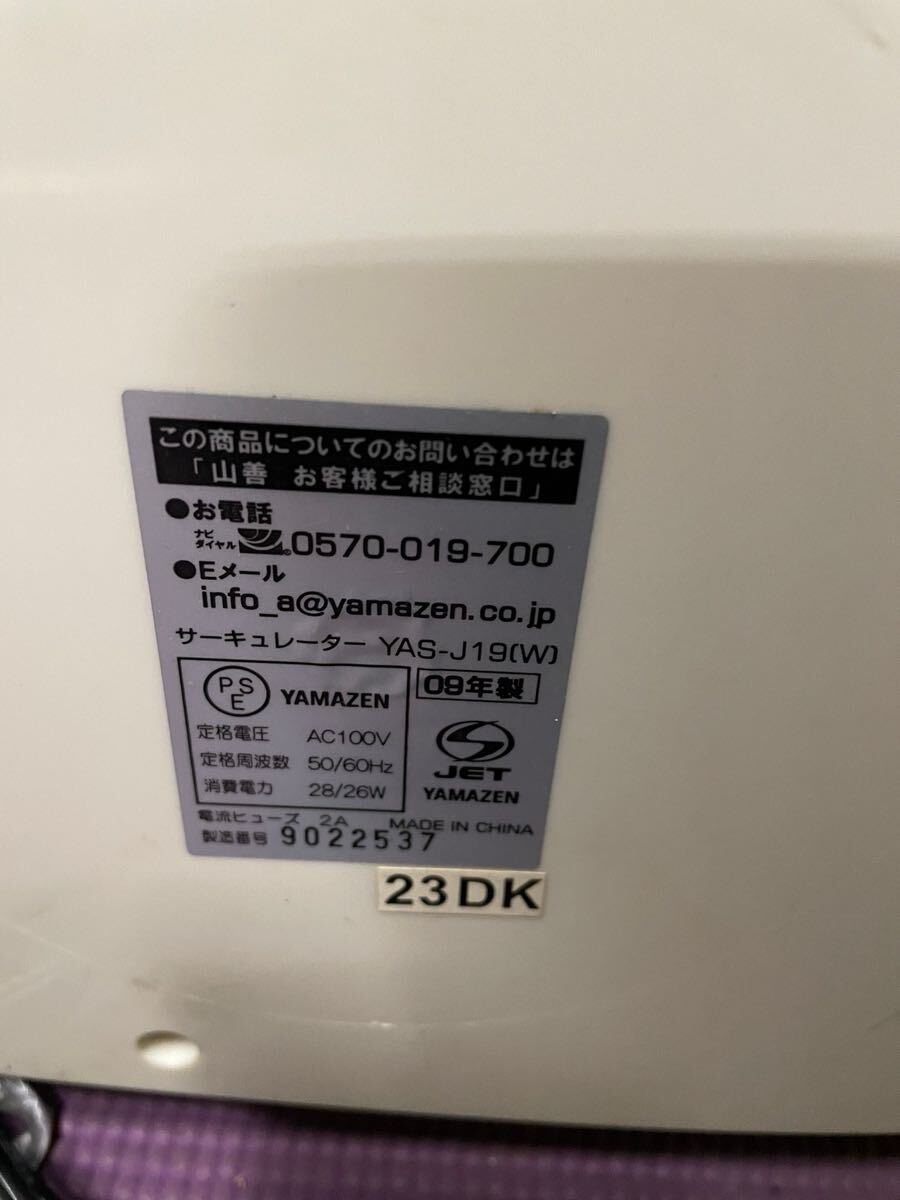 この商品についてのお問い合わせは
「山善 お客様ご相談窓口」
●お電話
ナビダイヤル 0570-019-700
●Eメール
info_a@yamazen.co.jp
サーキュレーター YAS-J19(W)
PSE YAMAZEN 09年製
定格電圧 AC100V
定格周波数 50/60Hz
消費電力 28/26W
JET
YAMAZEN
電流ヒューズ 2A MADE IN CHINA
製造番号 9022537
23DK